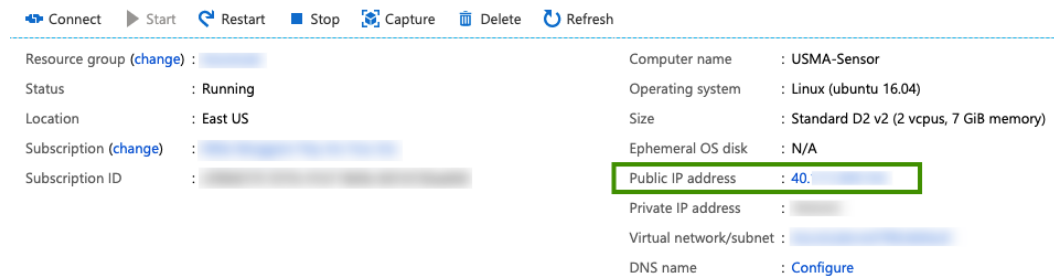 Connect Start Restart Stop Capture Delete Refresh
Resource group (change) :
Status : Running
Location : East US
Subscription (change) :
Subscription ID :
Computer name : USMA-Sensor
Operating system : Linux (ubuntu 16.04)
Size : Standard D2 v2 (2 vcpus, 7 GiB memory)
Ephemeral OS disk : N/A
Public IP address : 40.
Private IP address :
Virtual network/subnet :
DNS name : Configure